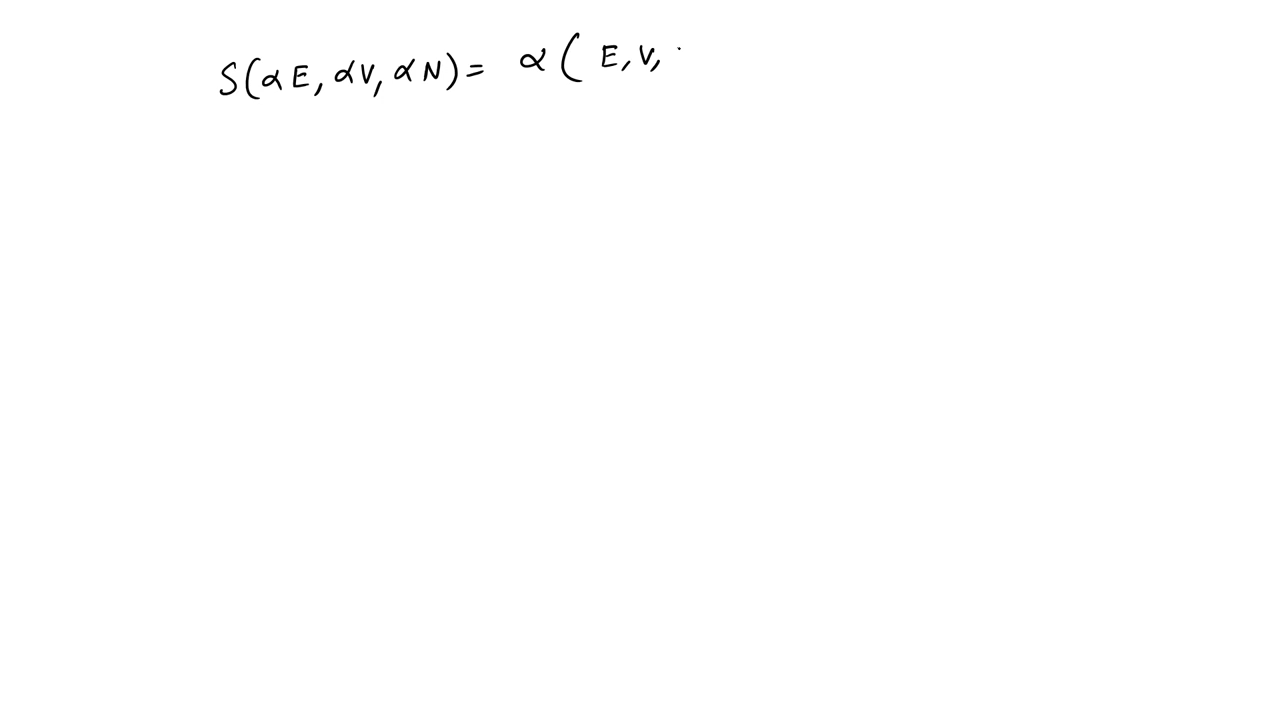 S(αE, αV, αN) = α( E, V,